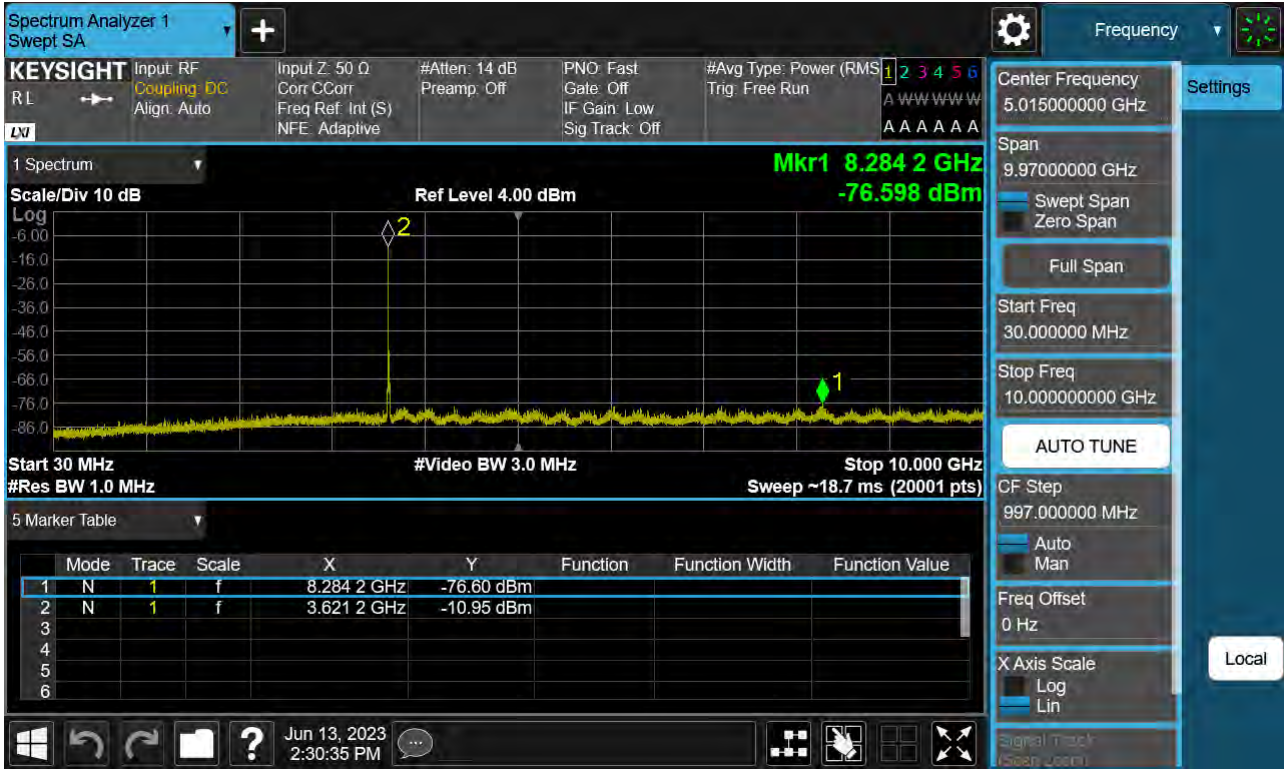 Spectrum Analyzer 1
Swept SA
+
Frequency
KEYSIGHT
R L
LXI
Input: RF
Coupling: DC
Align: Auto
Input Z: 50 Ω
Corr CCorr
Freq Ref: Int (S)
NFE: Adaptive
#Atten: 14 dB
Preamp: Off
PNO: Fast
Gate: Off
IF Gain: Low
Sig Track: Off
#Avg Type: Power (RMS
Trig: Free Run
1 2 3 4 5 6
A W W W W W
A A A A A A
1 Spectrum
Mkr1 8.284 2 GHz
-76.598 dBm
Scale/Div 10 dB
Ref Level 4.00 dBm
Log
-6.00
-16.0
-26.0
-36.0
-46.0
-56.0
-66.0
-76.0
-86.0
2
1
Start 30 MHz
#Video BW 3.0 MHz
Stop 10.000 GHz
#Res BW 1.0 MHz
Sweep ~18.7 ms (20001 pts)
5 Marker Table
Mode Trace Scale X Y Function Function Width Function Value
1 N 1 f 8.284 2 GHz -76.60 dBm
2 N 1 f 3.621 2 GHz -10.95 dBm
3
4
5
6
Center Frequency
5.015000000 GHz
Span
9.97000000 GHz
Swept Span
Zero Span
Full Span
Start Freq
30.000000 MHz
Stop Freq
10.000000000 GHz
AUTO TUNE
CF Step
997.000000 MHz
Auto
Man
Freq Offset
0 Hz
X Axis Scale
Log
Lin
Signal Track
(Span Zoom)
Settings
Local
?
Jun 13, 2023
2:30:35 PM